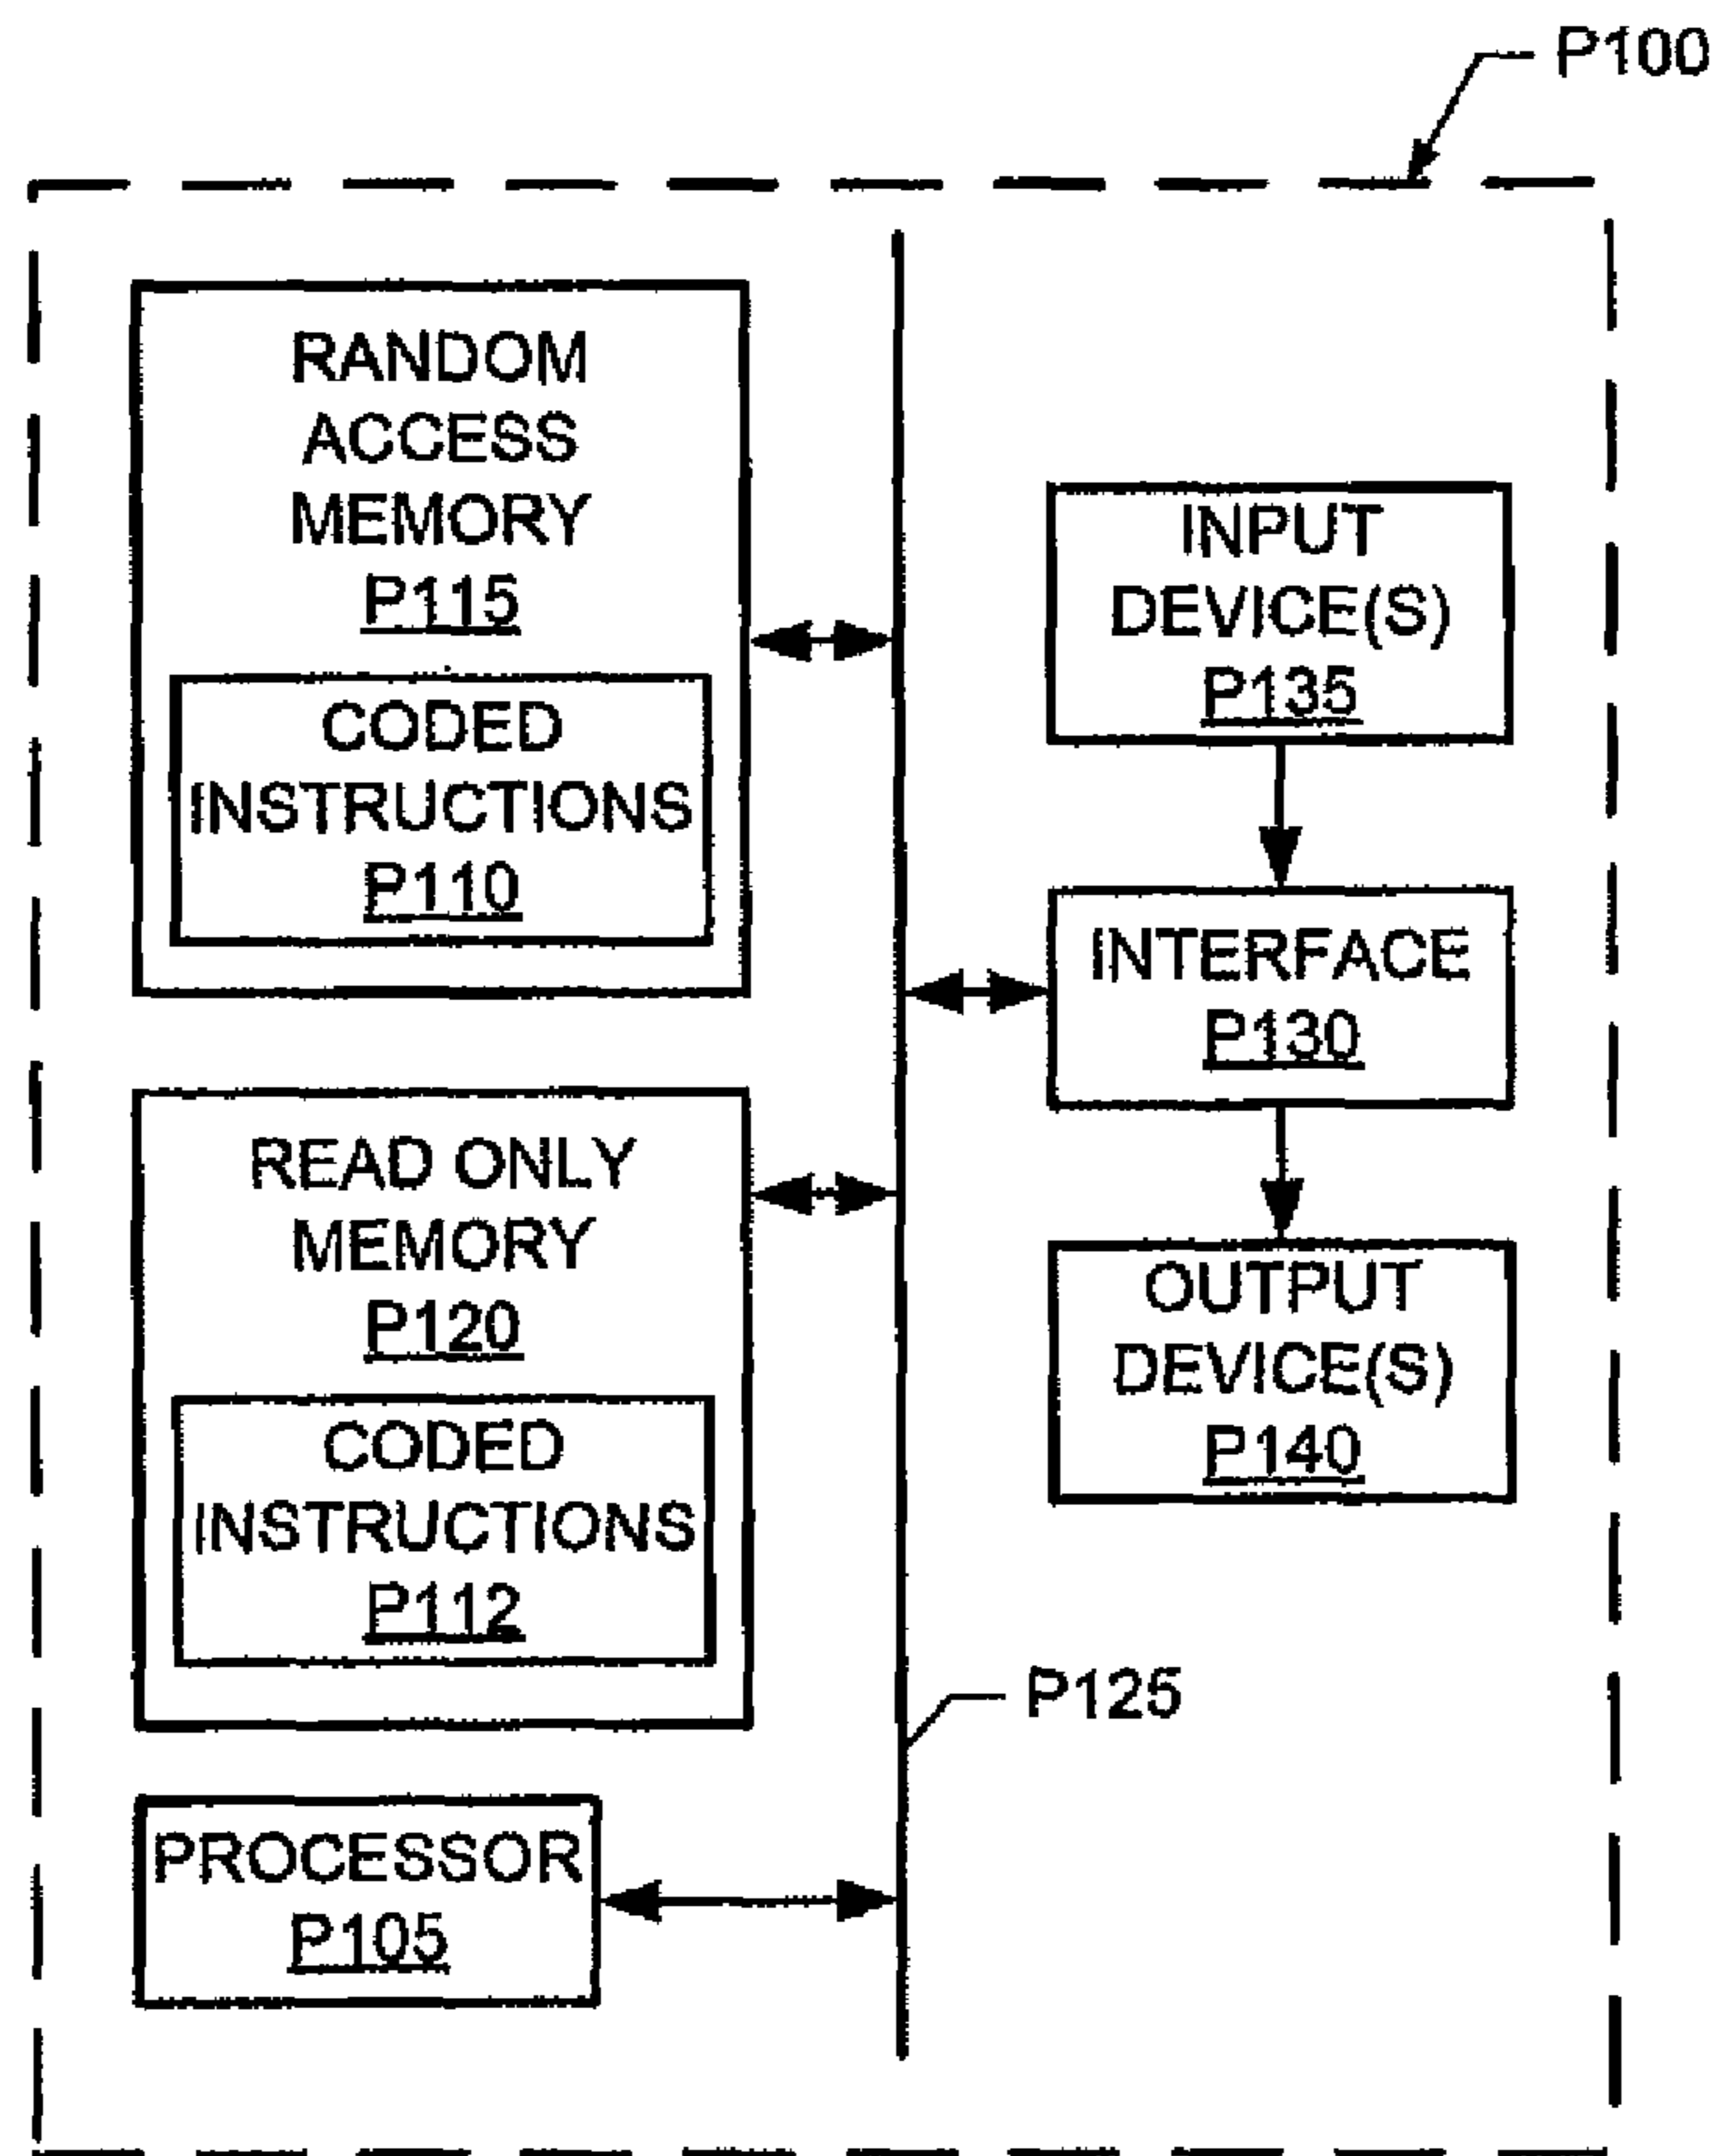 P100
RANDOM
ACCESS
MEMORY
P115
CODED
INSTRUCTIONS
P110
READ ONLY
MEMORY
P120
CODED
INSTRUCTIONS
P112
PROCESSOR
P105
INPUT
DEVICE(S)
P135
INTERFACE
P130
OUTPUT
DEVICE(S)
P140
P125